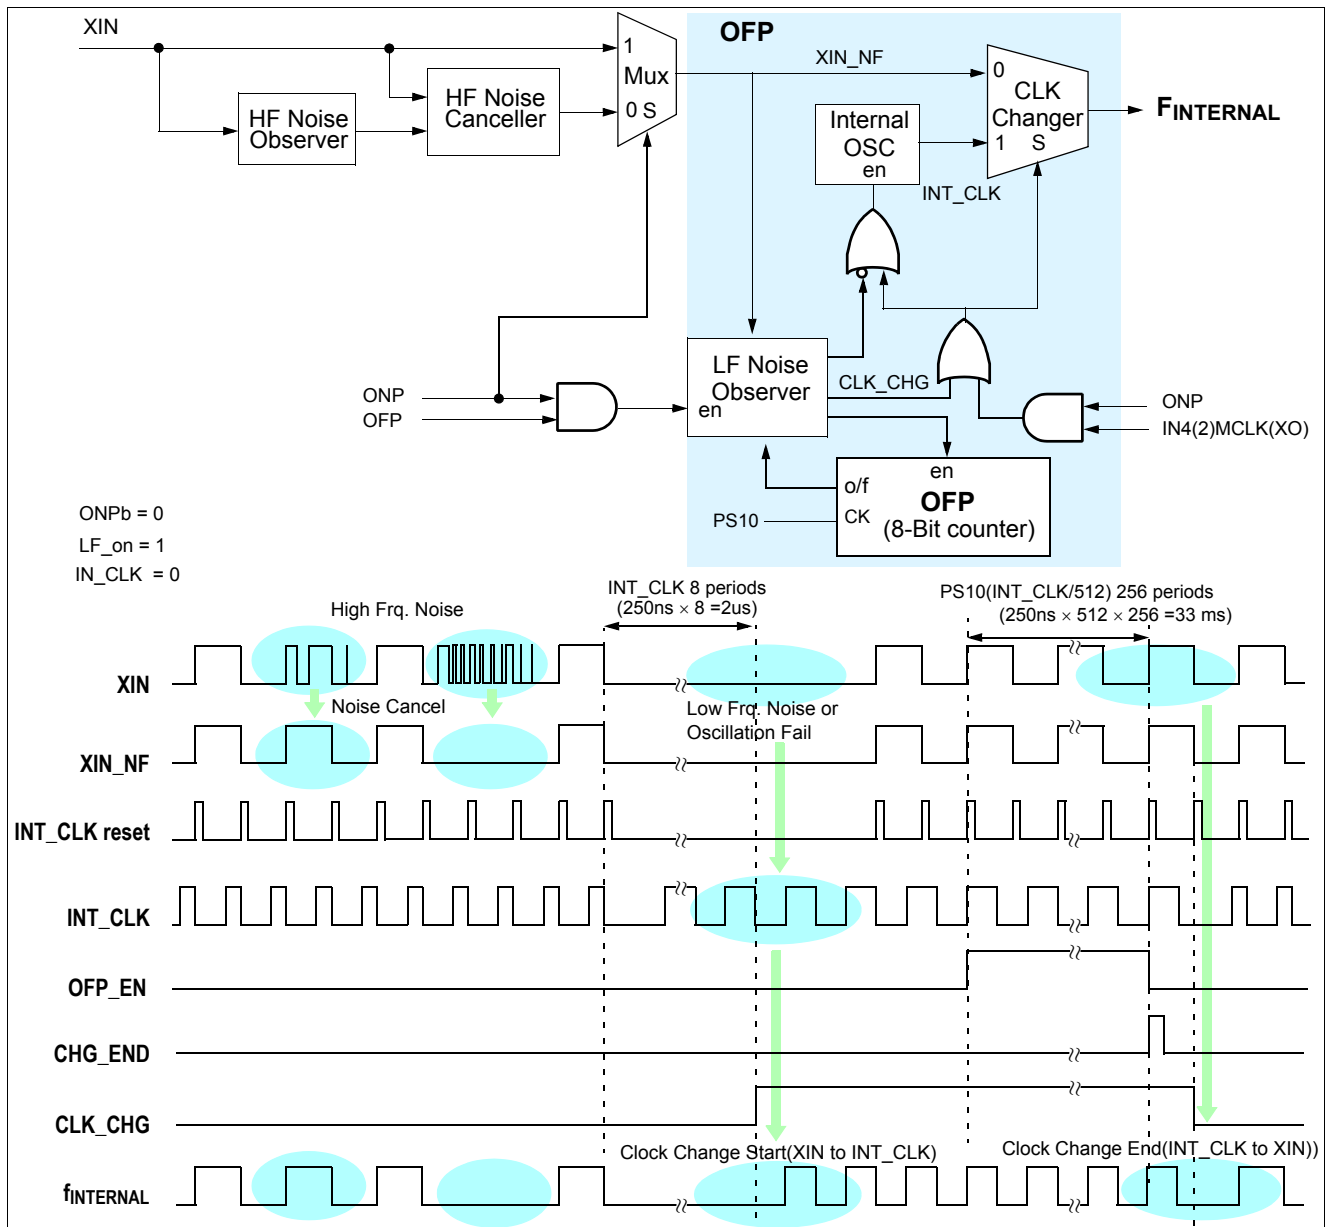 XIN
OFP
1
Mux
0 S
XIN_NF
0
CLK
Changer
1 S
FINTERNAL
HF Noise
Observer
HF Noise
Canceller
Internal
OSC
en
INT_CLK
LF Noise
Observer
en
CLK_CHG
ONP
OFP
ONP
IN4(2)MCLK(XO)
en
o/f
OFP
CK
(8-Bit counter)
PS10
ONPb = 0
LF_on = 1
IN_CLK = 0
High Frq. Noise
INT_CLK 8 periods
(250ns × 8 =2us)
PS10(INT_CLK/512) 256 periods
(250ns × 512 × 256 =33 ms)
XIN
Noise Cancel
Low Frq. Noise or
Oscillation Fail
XIN_NF
INT_CLK reset
INT_CLK
OFP_EN
CHG_END
CLK_CHG
Clock Change Start(XIN to INT_CLK)
Clock Change End(INT_CLK to XIN))
fINTERNAL